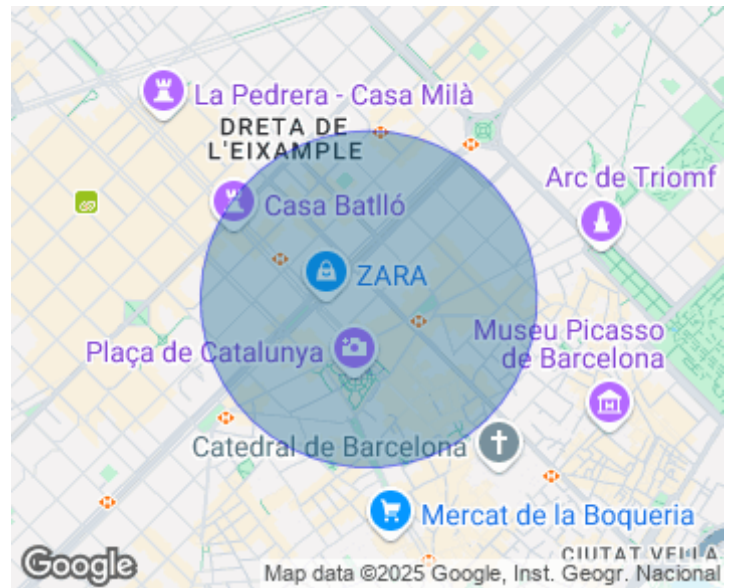 La Pedrera - Casa Milà
DRETA DE
L'EIXAMPLE
Arc de Triomf
Casa Batlló
ZARA
Museu Picasso
de Barcelona
Plaça de Catalunya
Catedral de Barcelona
Mercat de la Boqueria
CIUTAT VELLA
Google
Map data ©2025 Google, Inst. Geogr. Nacional